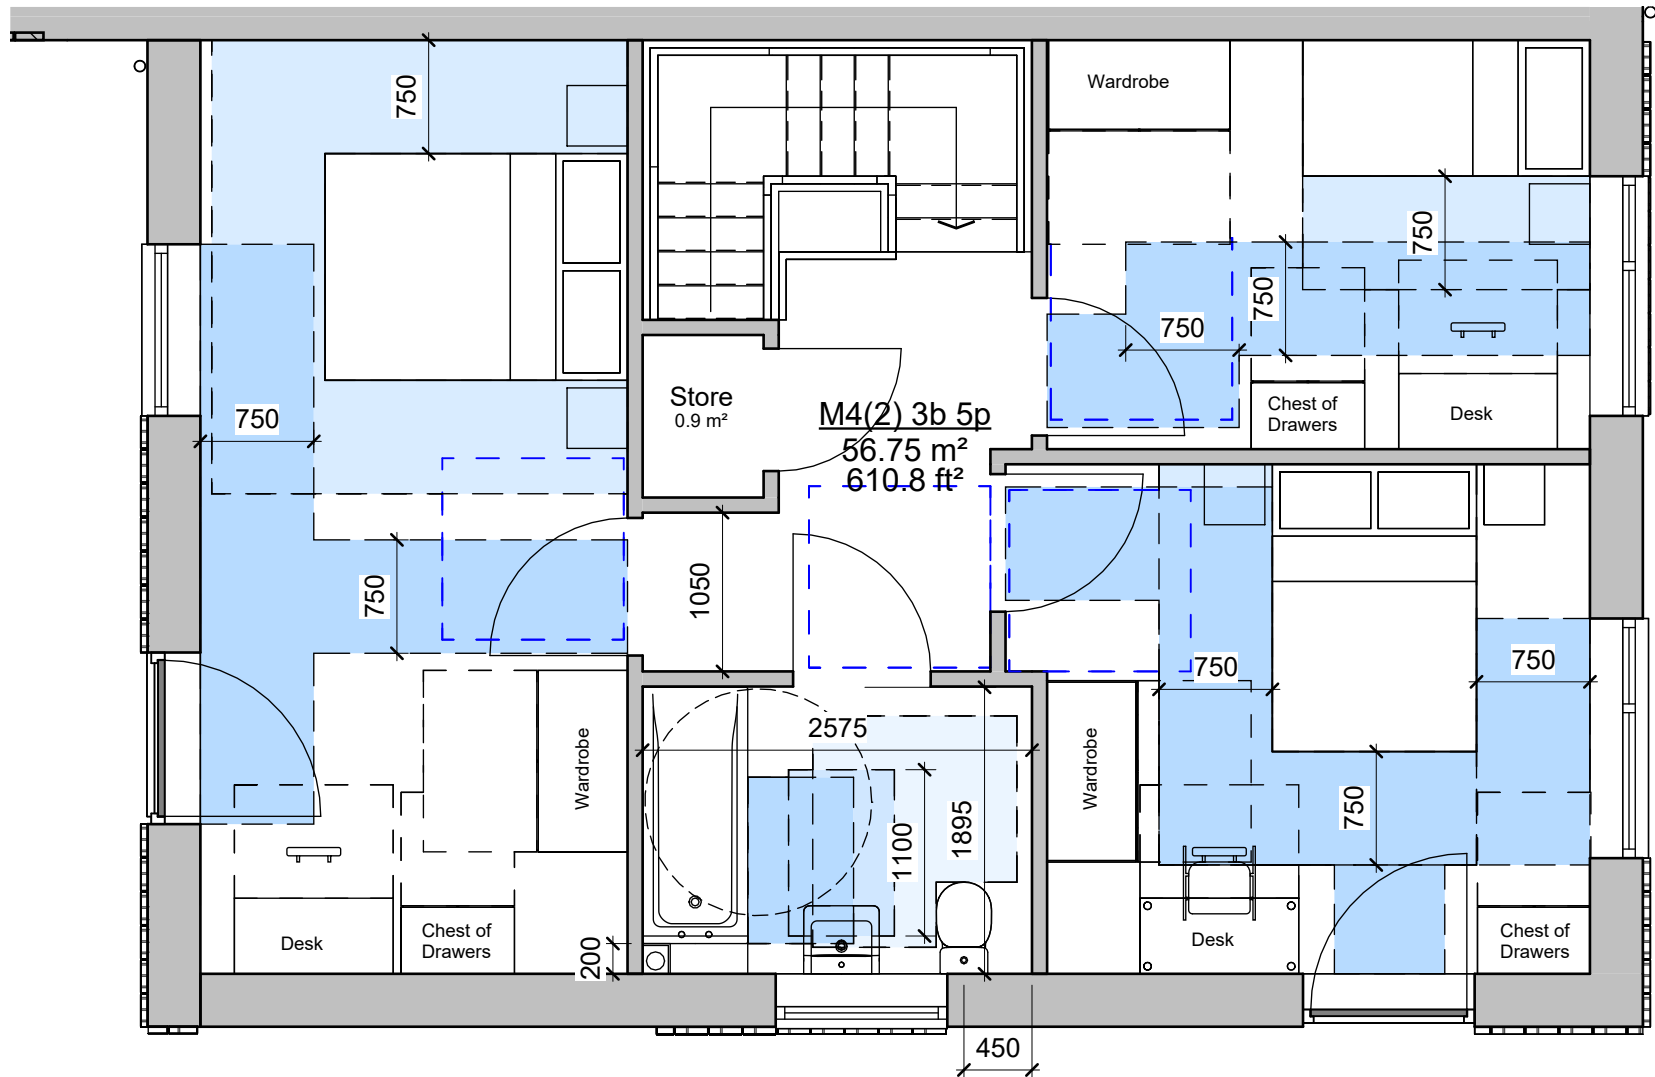 750
Wardrobe
750
750
750
Store
0.9 m²
M4(2) 3b 5p
56.75 m²
610.8 ft²
Chest of
Drawers
Desk
750
750
1050
750
750
2575
Wardrobe
Wardrobe
750
1100
1895
Desk
Chest of
Drawers
200
Desk
Chest of
Drawers
450